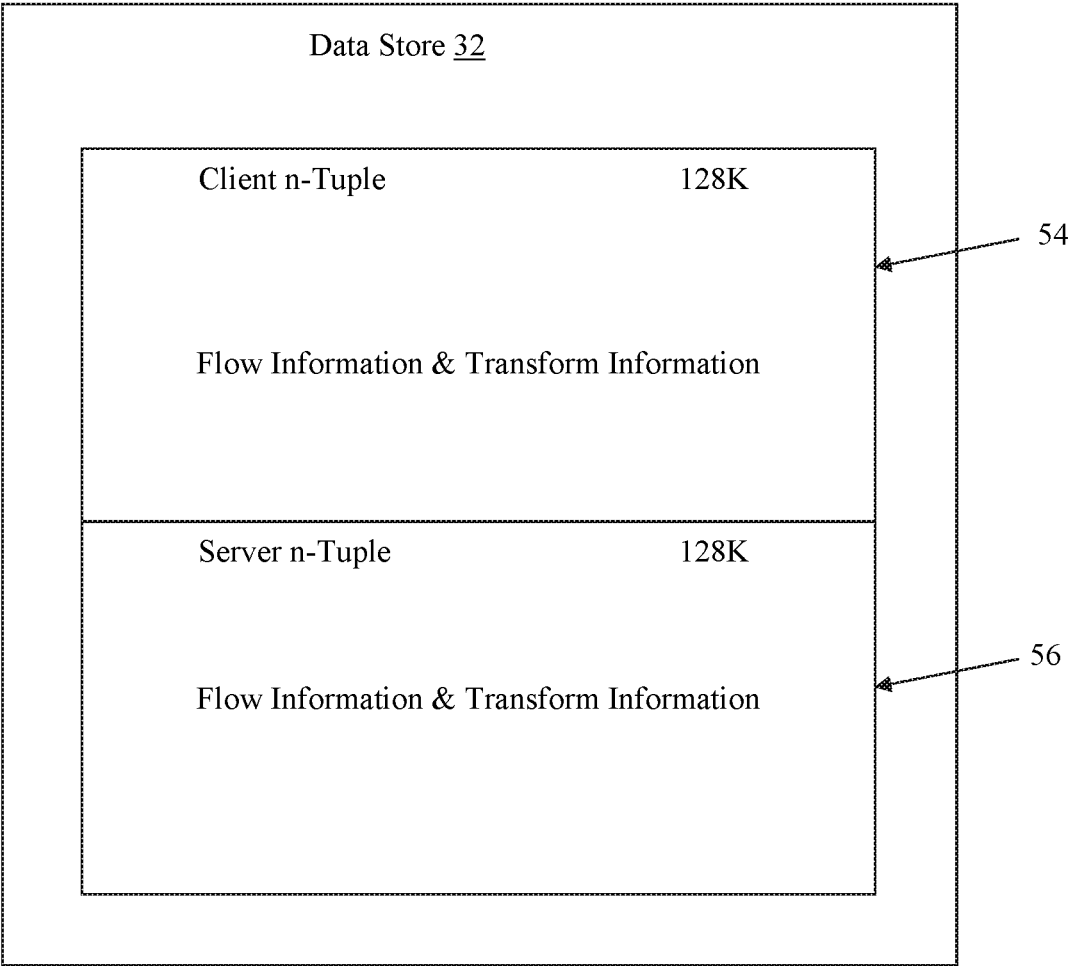 Data Store 32
Client n-Tuple 128K
54
Flow Information & Transform Information
Server n-Tuple 128K
56
Flow Information & Transform Information